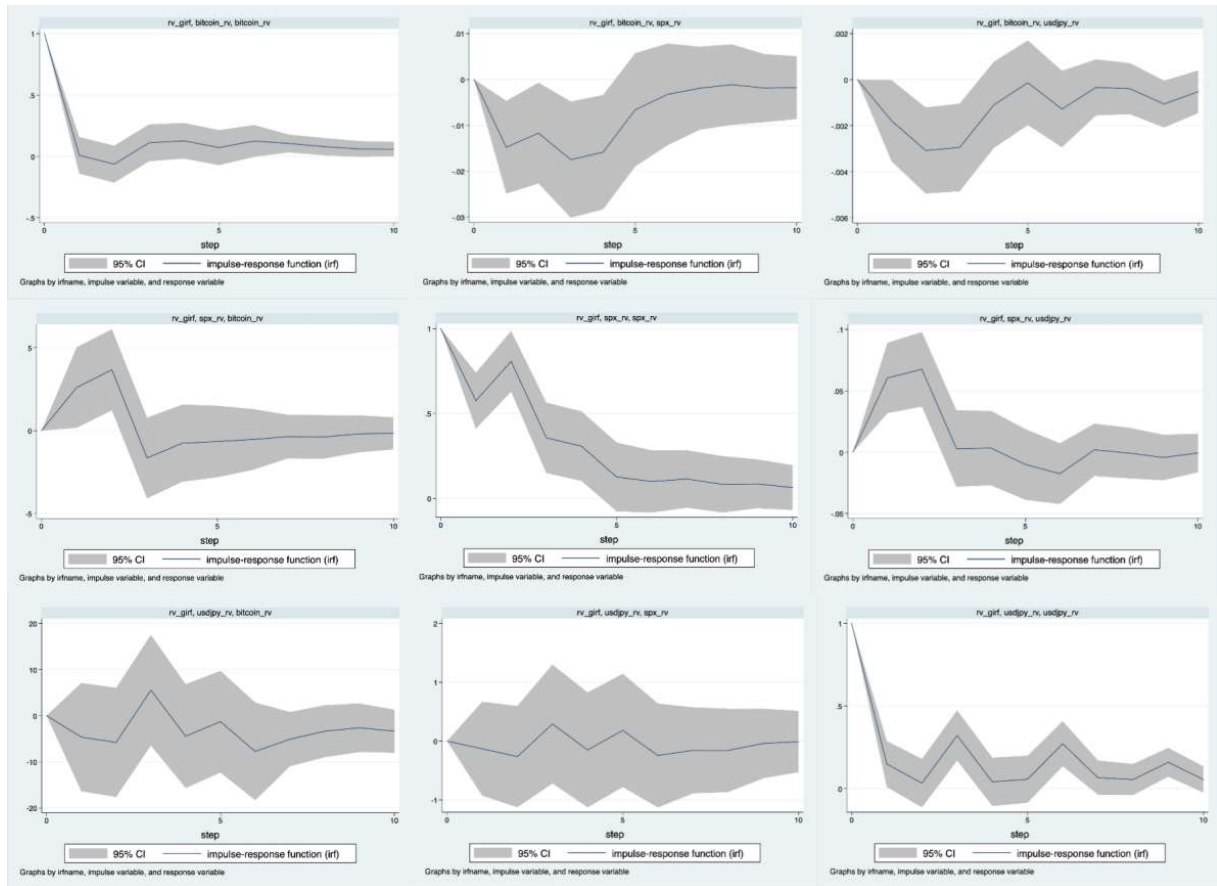 rv_girf, bitcoin_rv, bitcoin_rv
1
.5
0
-.5
0
5
10
step
95% CI
impulse-response function (irf)
Graphs by irfname, impulse variable, and response variable
rv_girf, bitcoin_rv, spx_rv
.01
0
-.01
-.02
-.03
0
5
10
step
95% CI
impulse-response function (irf)
Graphs by irfname, impulse variable, and response variable
rv_girf, bitcoin_rv, usdjpy_rv
.002
0
-.002
-.004
-.006
0
5
10
step
95% CI
impulse-response function (irf)
Graphs by irfname, impulse variable, and response variable
rv_girf, spx_rv, bitcoin_rv
5
0
-5
0
5
10
step
95% CI
impulse-response function (irf)
Graphs by irfname, impulse variable, and response variable
rv_girf, spx_rv, spx_rv
1
.5
0
0
5
10
step
95% CI
impulse-response function (irf)
Graphs by irfname, impulse variable, and response variable
rv_girf, spx_rv, usdjpy_rv
.1
.05
0
-.05
0
5
10
step
95% CI
impulse-response function (irf)
Graphs by irfname, impulse variable, and response variable
rv_girf, usdjpy_rv, bitcoin_rv
20
10
0
-10
-20
0
5
10
step
95% CI
impulse-response function (irf)
Graphs by irfname, impulse variable, and response variable
rv_girf, usdjpy_rv, spx_rv
2
1
0
-1
0
5
10
step
95% CI
impulse-response function (irf)
Graphs by irfname, impulse variable, and response variable
rv_girf, usdjpy_rv, usdjpy_rv
1
.5
0
0
5
10
step
95% CI
impulse-response function (irf)
Graphs by irfname, impulse variable, and response variable